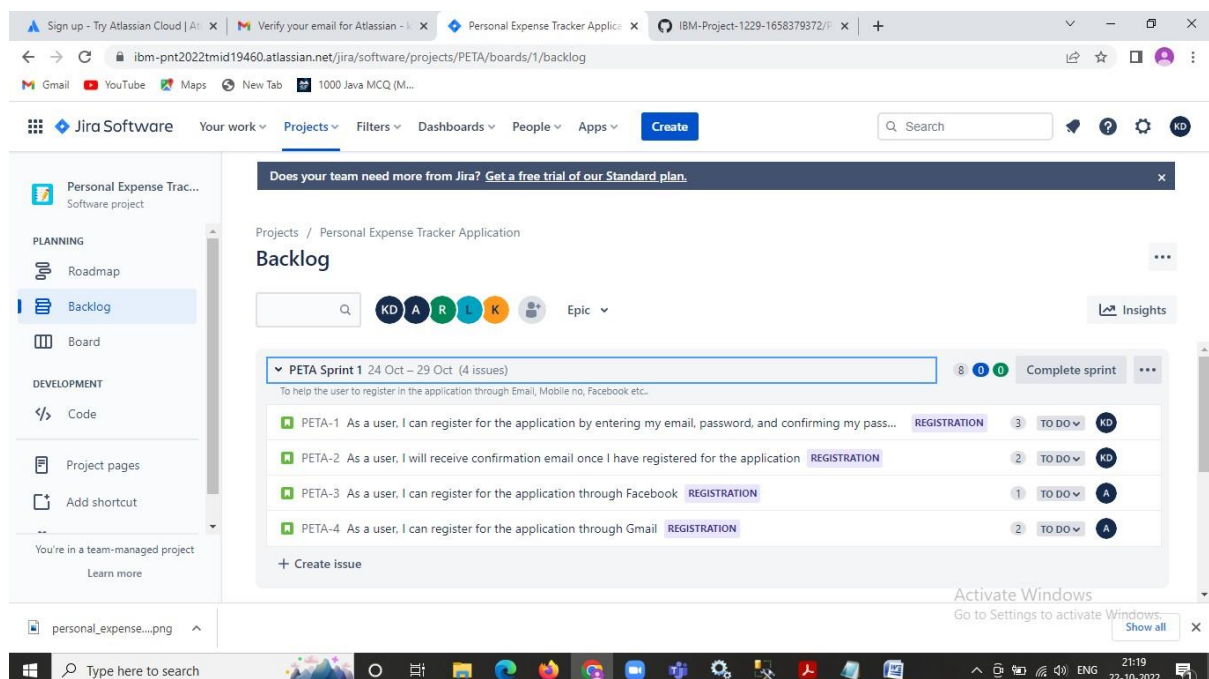 Sign up - Try Atlassian Cloud | At
Verify your email for Atlassian - k
Personal Expense Tracker Applica
IBM-Project-1229-1658379372/P
ibm-pnt2022tmid19460.atlassian.net/jira/software/projects/PETA/boards/1/backlog
Gmail YouTube Maps New Tab 1000 Java MCQ (M...
Jira Software Your work Projects Filters Dashboards People Apps Create Search KD
Personal Expense Trac...
Software project
Does your team need more from Jira? Get a free trial of our Standard plan.
PLANNING
Roadmap
Backlog
Board
DEVELOPMENT
Code
Project pages
Add shortcut
You're in a team-managed project
Learn more
Projects / Personal Expense Tracker Application
Backlog
KD A R L K Epic Insights
PETA Sprint 1 24 Oct – 29 Oct (4 issues) 8 0 0 Complete sprint
To help the user to register in the application through Email, Mobile no, Facebook etc..
PETA-1 As a user, I can register for the application by entering my email, password, and confirming my pass... REGISTRATION 3 TO DO KD
PETA-2 As a user, I will receive confirmation email once I have registered for the application REGISTRATION 2 TO DO KD
PETA-3 As a user, I can register for the application through Facebook REGISTRATION 1 TO DO A
PETA-4 As a user, I can register for the application through Gmail REGISTRATION 2 TO DO A
+ Create issue
Activate Windows
Go to Settings to activate Windows.
personal_expense....png
Show all
Type here to search
ENG
21:19
22-10-2022